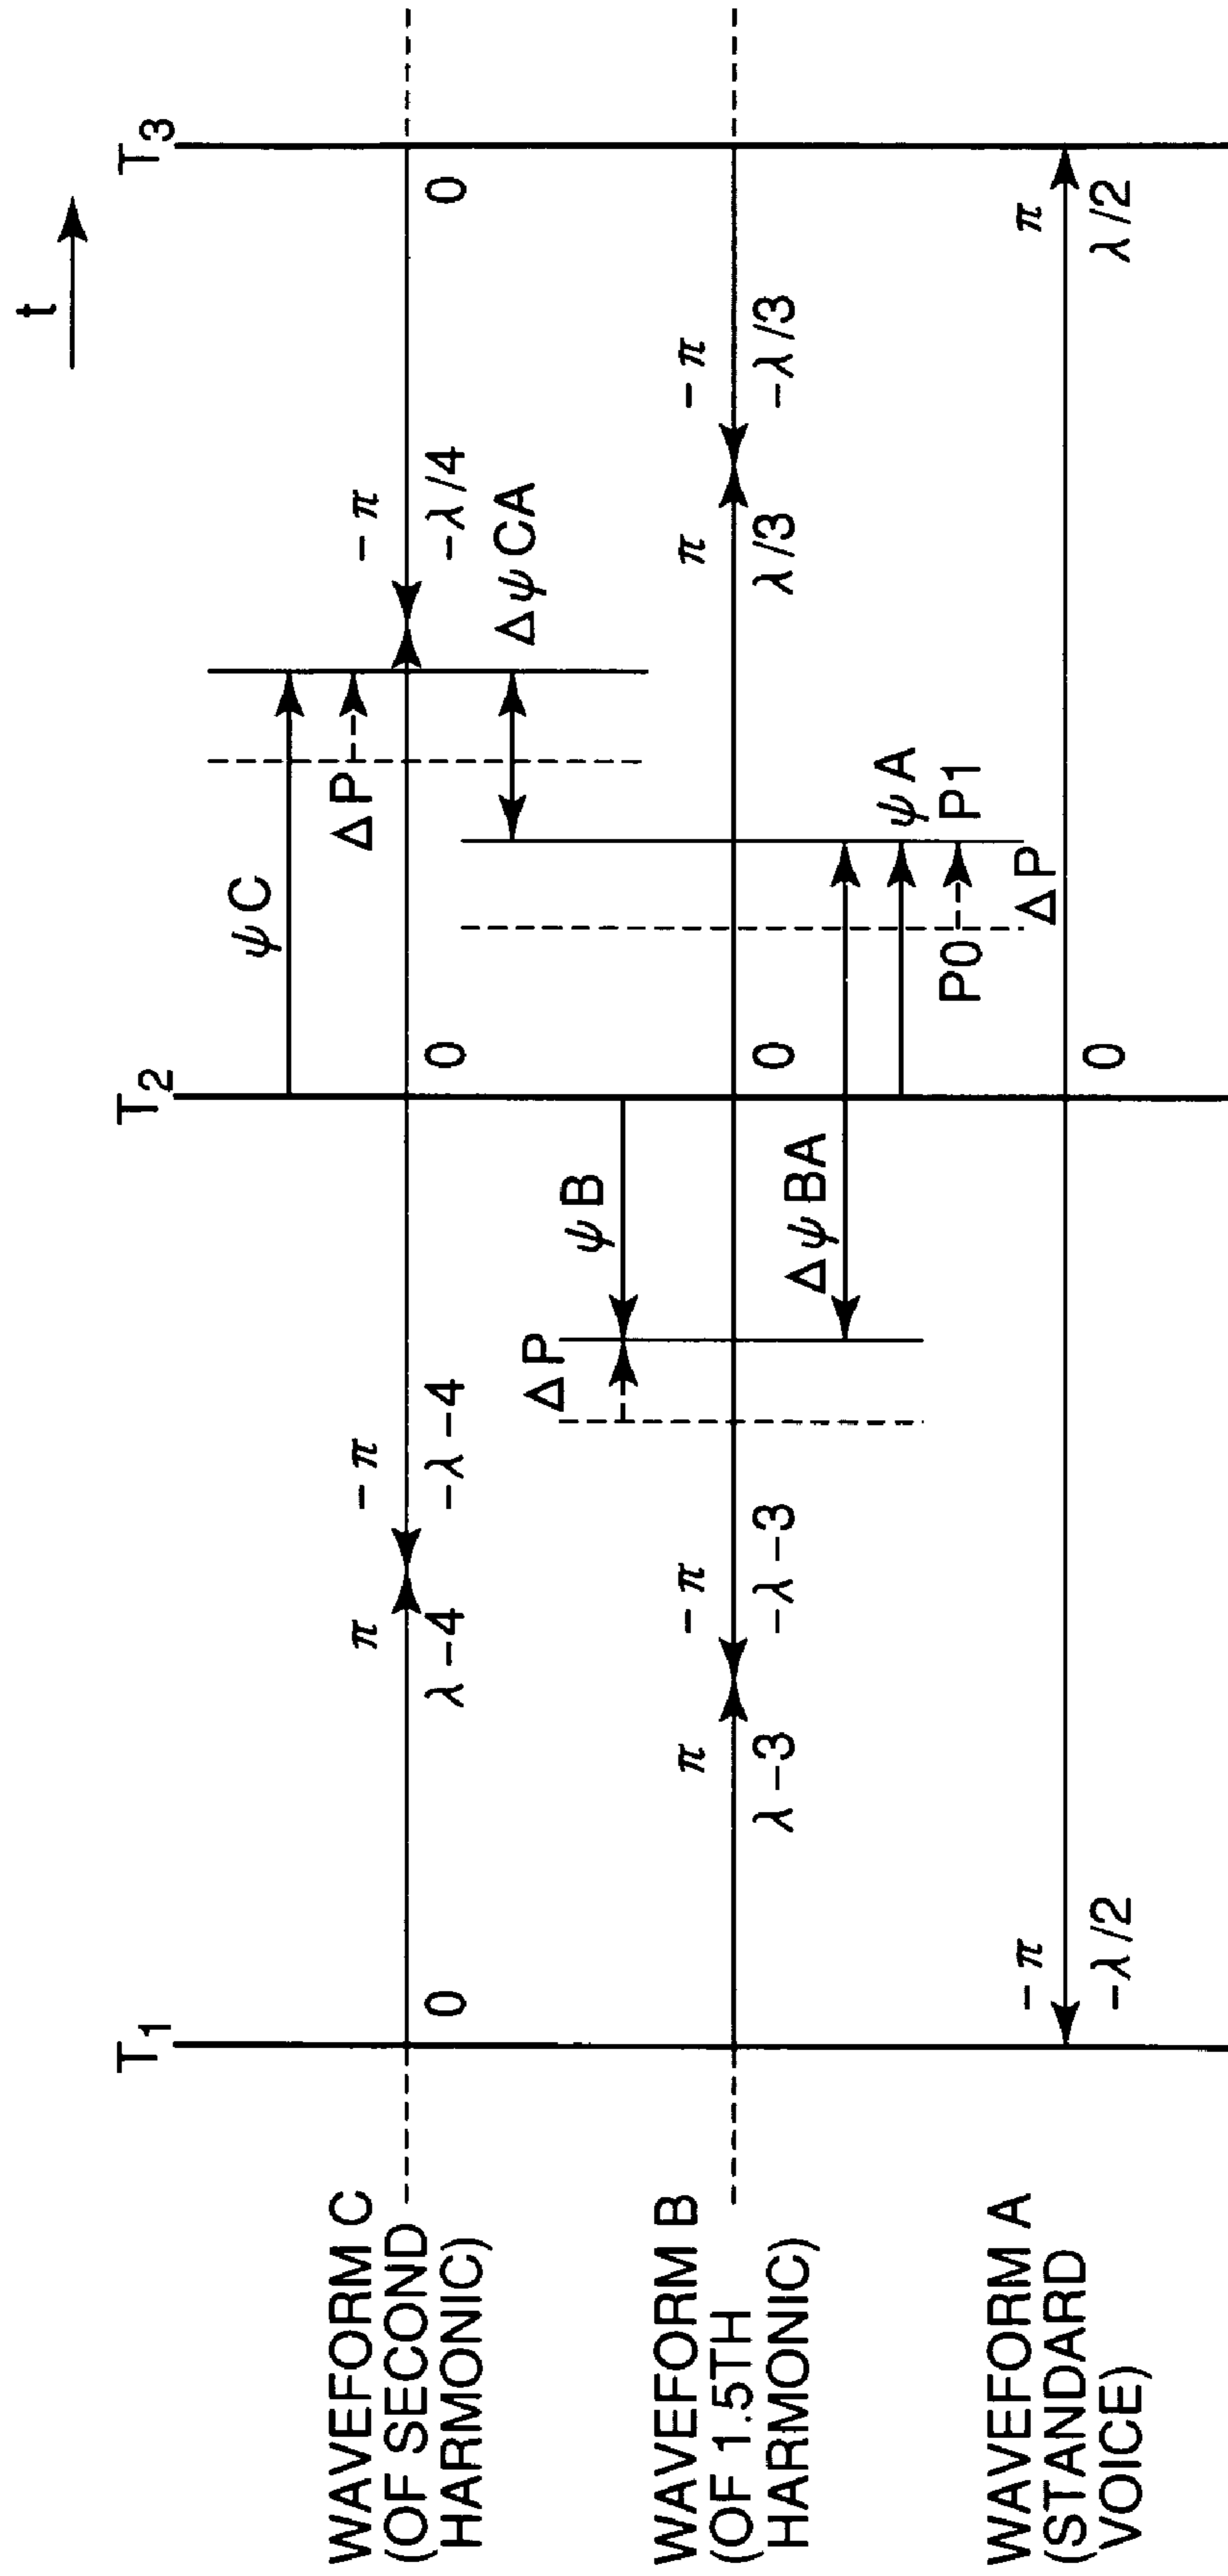 t
T1
T2
T3
ψC
ΔP
π
-π
-π
0
λ-4
-λ-4
0
-λ/4
0
WAVEFORM C
(OF SECOND
HARMONIC)
ΔψCA
ΔP
ψB
π
-π
π
-π
λ-3
-λ-3
0
λ/3
-λ/3
WAVEFORM B
(OF 1.5TH
HARMONIC)
ΔψBA
ψA
P0
P1
ΔP
-π
π
-λ/2
0
λ/2
WAVEFORM A
(STANDARD
VOICE)